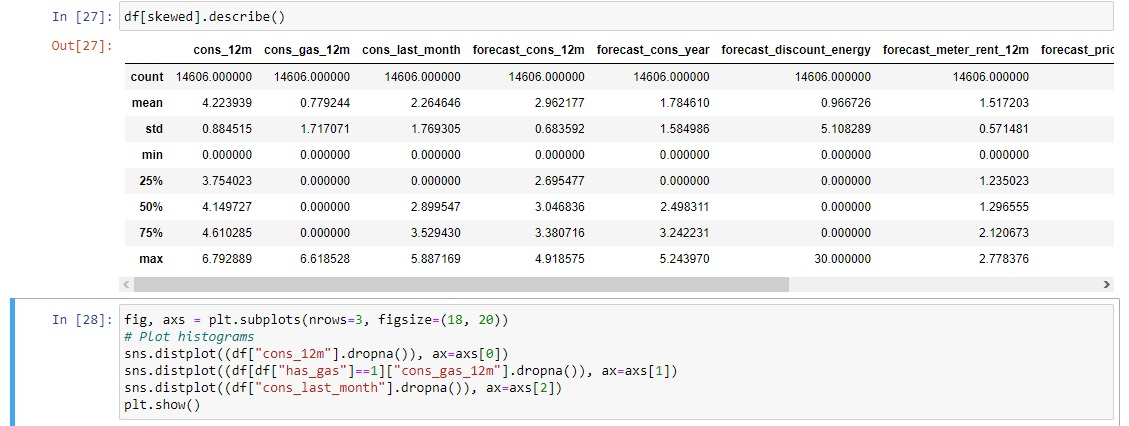 In [27]: df[skewed].describe()
Out[27]:
cons_12m cons_gas_12m cons_last_month forecast_cons_12m forecast_cons_year forecast_discount_energy forecast_meter_rent_12m forecast_pric
count 14606.000000 14606.000000 14606.000000 14606.000000 14606.000000 14606.000000 14606.000000
mean 4.223939 0.779244 2.264646 2.962177 1.784610 0.966726 1.517203
std 0.884515 1.717071 1.769305 0.683592 1.584986 5.108289 0.571481
min 0.000000 0.000000 0.000000 0.000000 0.000000 0.000000 0.000000
25% 3.754023 0.000000 0.000000 2.695477 0.000000 0.000000 1.235023
50% 4.149727 0.000000 2.899547 3.046836 2.498311 0.000000 1.296555
75% 4.610285 0.000000 3.529430 3.380716 3.242231 0.000000 2.120673
max 6.792889 6.618528 5.887169 4.918575 5.243970 30.000000 2.778376
In [28]: fig, axs = plt.subplots(nrows=3, figsize=(18, 20))
# Plot histograms
sns.distplot((df["cons_12m"].dropna()), ax=axs[0])
sns.distplot((df[df["has_gas"]==1]["cons_gas_12m"].dropna()), ax=axs[1])
sns.distplot((df["cons_last_month"].dropna()), ax=axs[2])
plt.show()